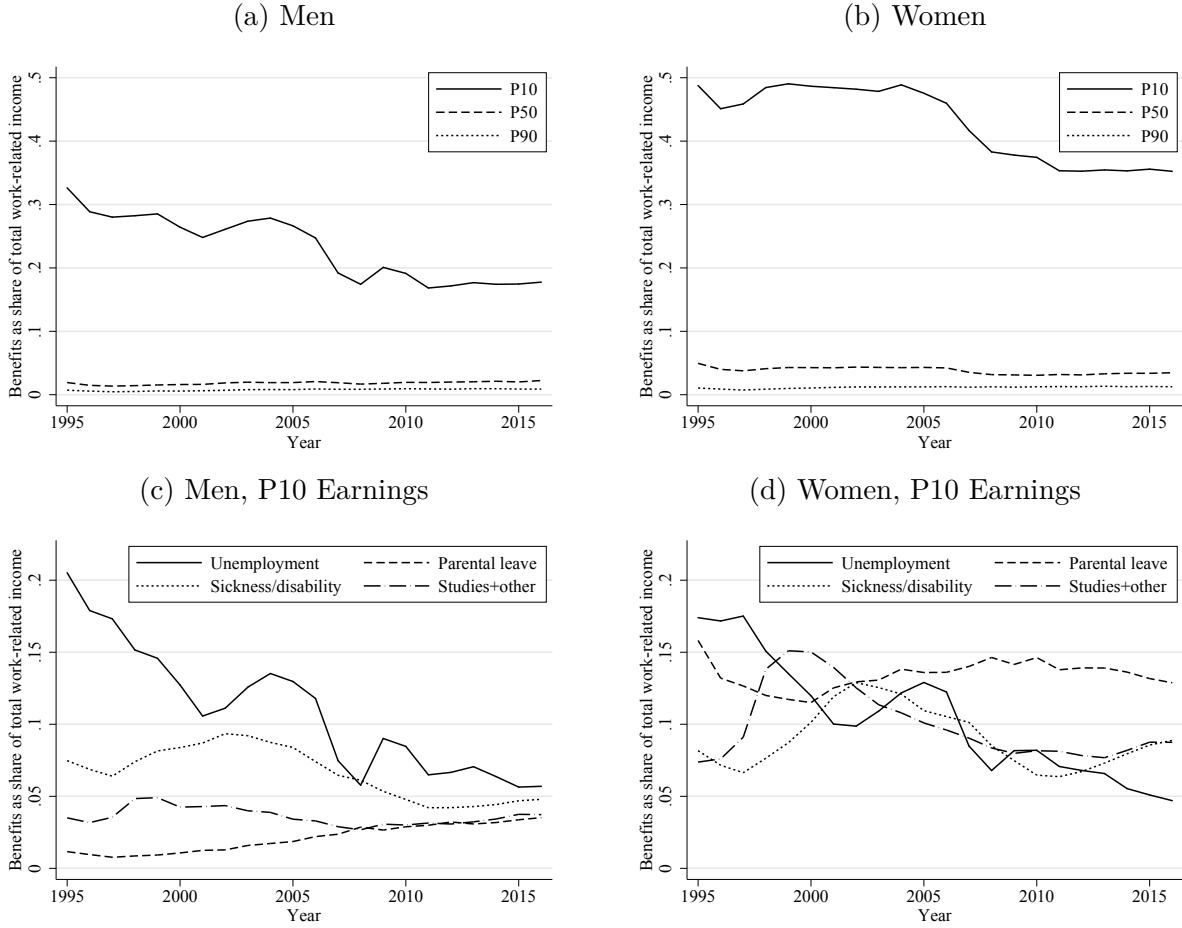 (a) Men
Benefits as share of total work-related income
0 .1 .2 .3 .4 .5
P10
P50
P90
1995 2000 2005 2010 2015
Year
(b) Women
Benefits as share of total work-related income
0 .1 .2 .3 .4 .5
P10
P50
P90
1995 2000 2005 2010 2015
Year
(c) Men, P10 Earnings
Benefits as share of total work-related income
0 .05 .1 .15 .2
Unemployment Parental leave
Sickness/disability Studies+other
1995 2000 2005 2010 2015
Year
(d) Women, P10 Earnings
Benefits as share of total work-related income
0 .05 .1 .15 .2
Unemployment Parental leave
Sickness/disability Studies+other
1995 2000 2005 2010 2015
Year